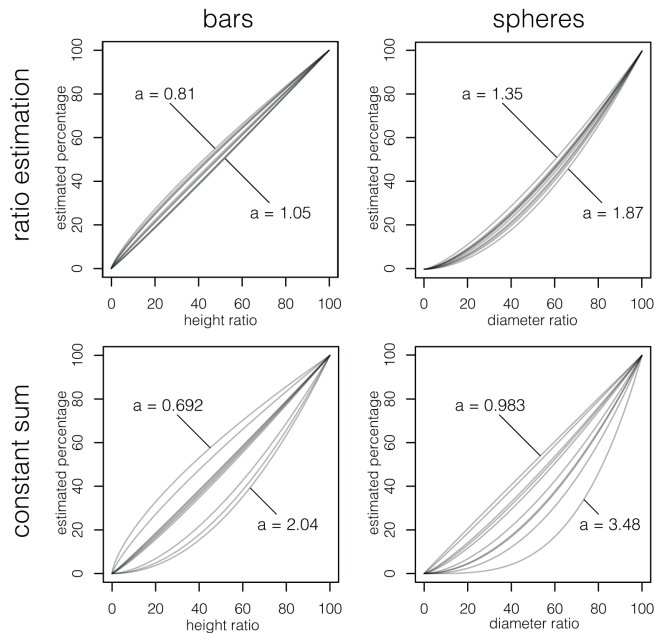 bars
spheres
ratio estimation
estimated percentage
0
20
40
60
80
100
a = 0.81
a = 1.05
0 20 40 60 80 100
height ratio
estimated percentage
0
20
40
60
80
100
a = 1.35
a = 1.87
0 20 40 60 80 100
diameter ratio
constant sum
estimated percentage
0
20
40
60
80
100
a = 0.692
a = 2.04
0 20 40 60 80 100
height ratio
estimated percentage
0
20
40
60
80
100
a = 0.983
a = 3.48
0 20 40 60 80 100
diameter ratio